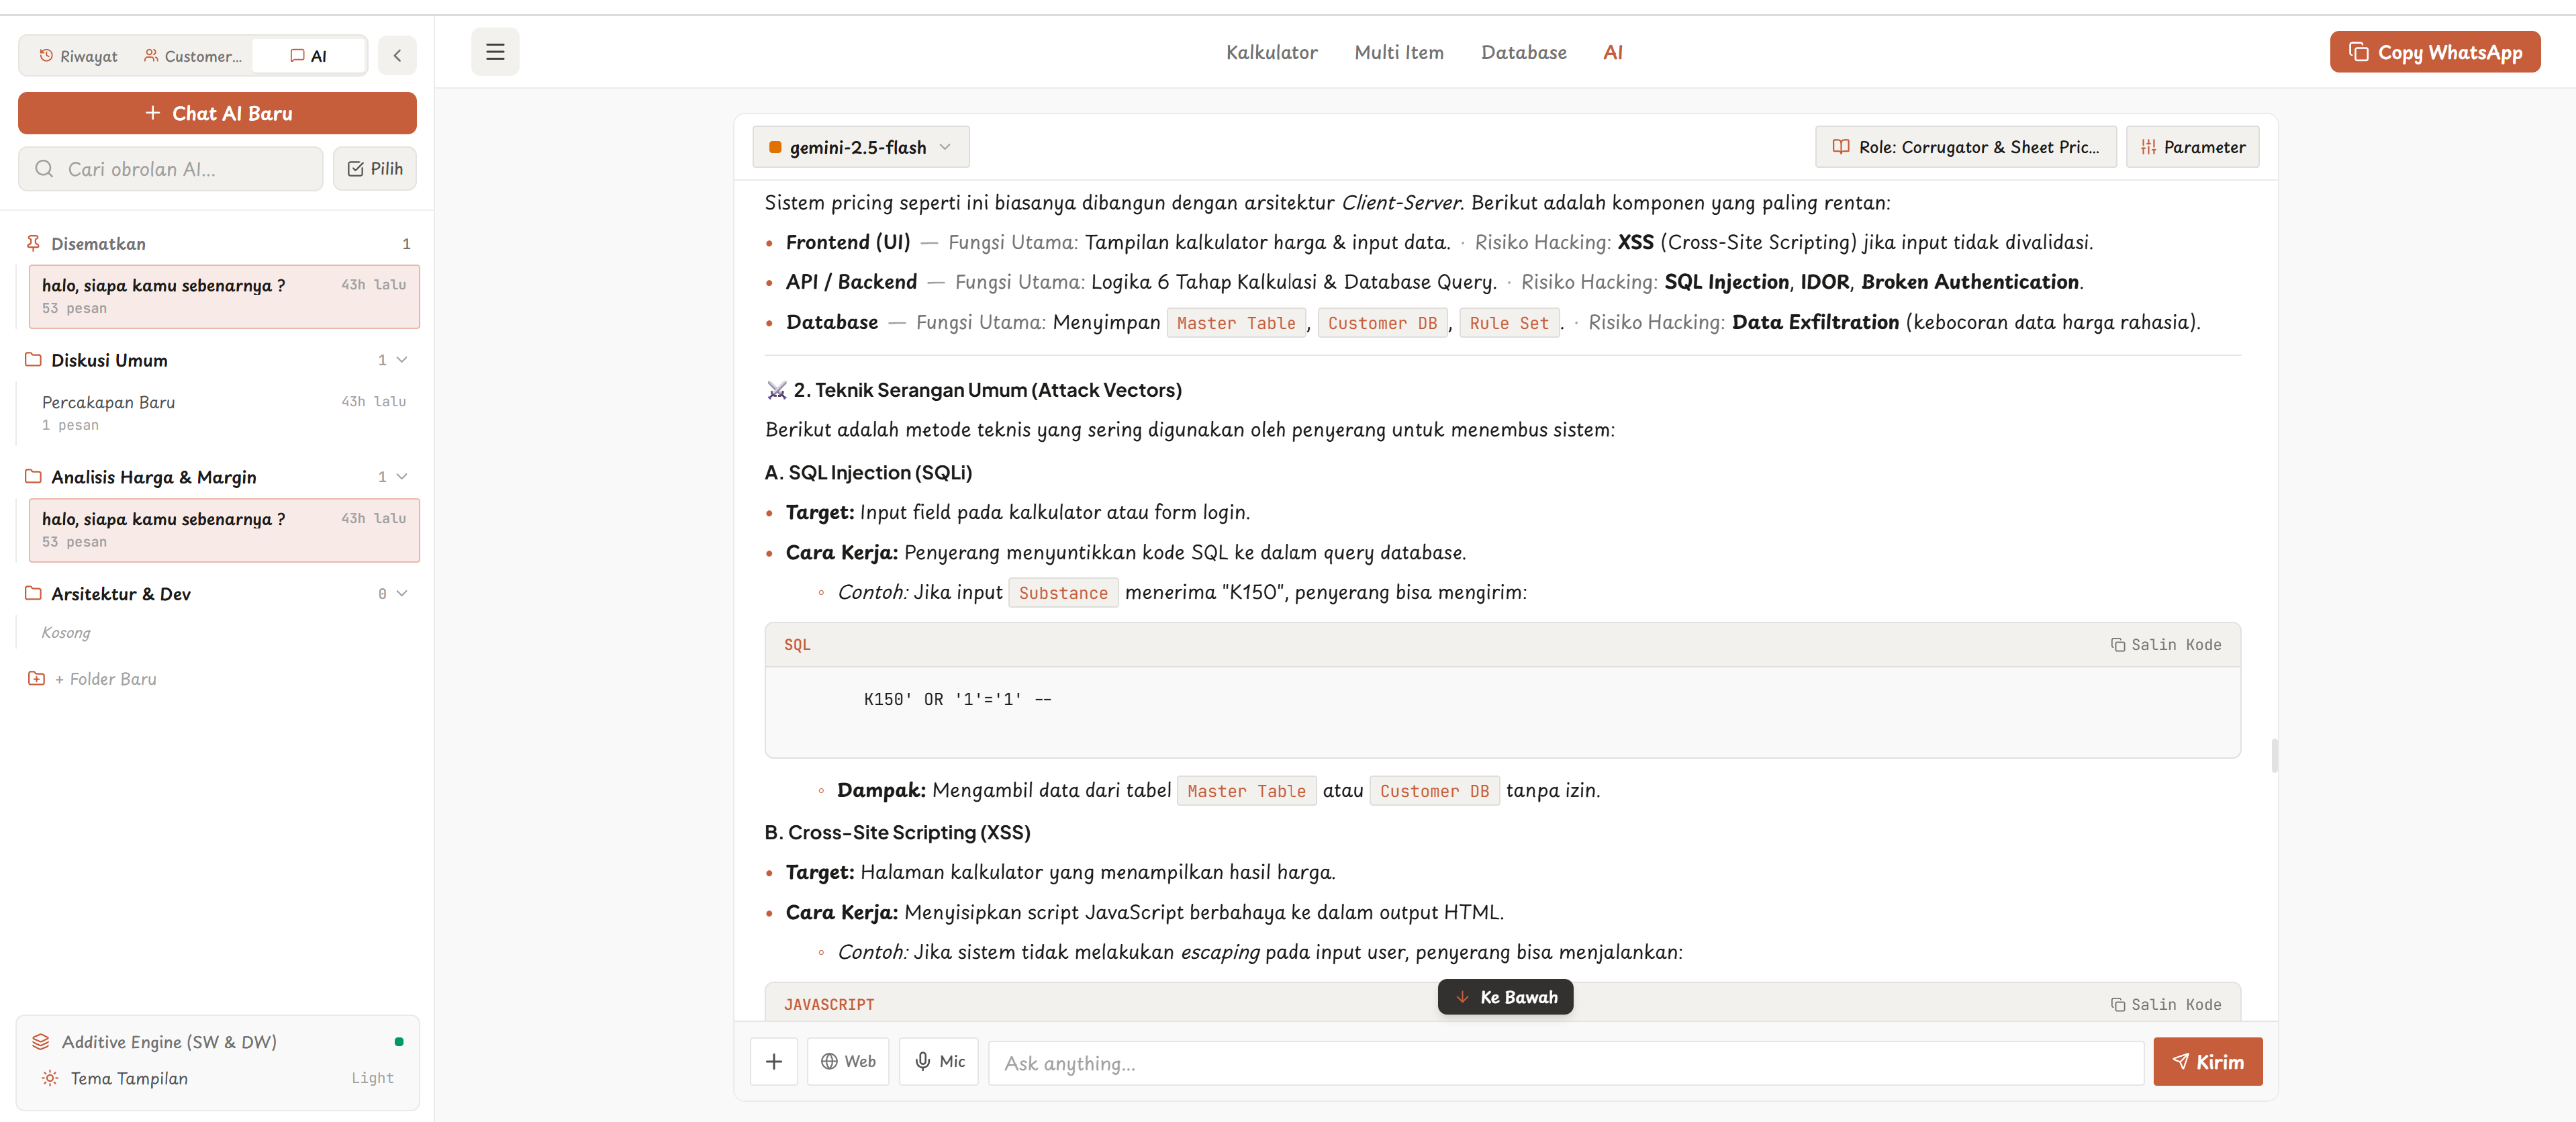 Riwayat
Customer...
AI
+ Chat AI Baru
Cari obrolan AI...
Pilih
Disematkan 1
halo, siapa kamu sebenarnya ? 43h lalu
53 pesan
Diskusi Umum 1
Percakapan Baru 43h lalu
1 pesan
Analisis Harga & Margin 1
halo, siapa kamu sebenarnya ? 43h lalu
53 pesan
Arsitektur & Dev 0
Kosong
+ Folder Baru
Additive Engine (SW & DW)
Tema Tampilan Light
Kalkulator Multi Item Database AI
Copy WhatsApp
gemini-2.5-flash
Role: Corrugator & Sheet Pric...
Parameter
Sistem pricing seperti ini biasanya dibangun dengan arsitektur Client-Server. Berikut adalah komponen yang paling rentan:
• Frontend (UI) — Fungsi Utama: Tampilan kalkulator harga & input data. · Risiko Hacking: XSS (Cross-Site Scripting) jika input tidak divalidasi.
• API / Backend — Fungsi Utama: Logika 6 Tahap Kalkulasi & Database Query. · Risiko Hacking: SQL Injection, IDOR, Broken Authentication.
• Database — Fungsi Utama: Menyimpan Master Table, Customer DB, Rule Set. · Risiko Hacking: Data Exfiltration (kebocoran data harga rahasia).
⚔️ 2. Teknik Serangan Umum (Attack Vectors)
Berikut adalah metode teknis yang sering digunakan oleh penyerang untuk menembus sistem:
A. SQL Injection (SQLi)
• Target: Input field pada kalkulator atau form login.
• Cara Kerja: Penyerang menyuntikkan kode SQL ke dalam query database.
◦ Contoh: Jika input Substance menerima "K150", penyerang bisa mengirim:
SQL Salin Kode
K150' OR '1'='1' --
◦ Dampak: Mengambil data dari tabel Master Table atau Customer DB tanpa izin.
B. Cross-Site Scripting (XSS)
• Target: Halaman kalkulator yang menampilkan hasil harga.
• Cara Kerja: Menyisipkan script JavaScript berbahaya ke dalam output HTML.
◦ Contoh: Jika sistem tidak melakukan escaping pada input user, penyerang bisa menjalankan:
JAVASCRIPT Salin Kode
Ke Bawah
+
Web
Mic
Ask anything...
Kirim